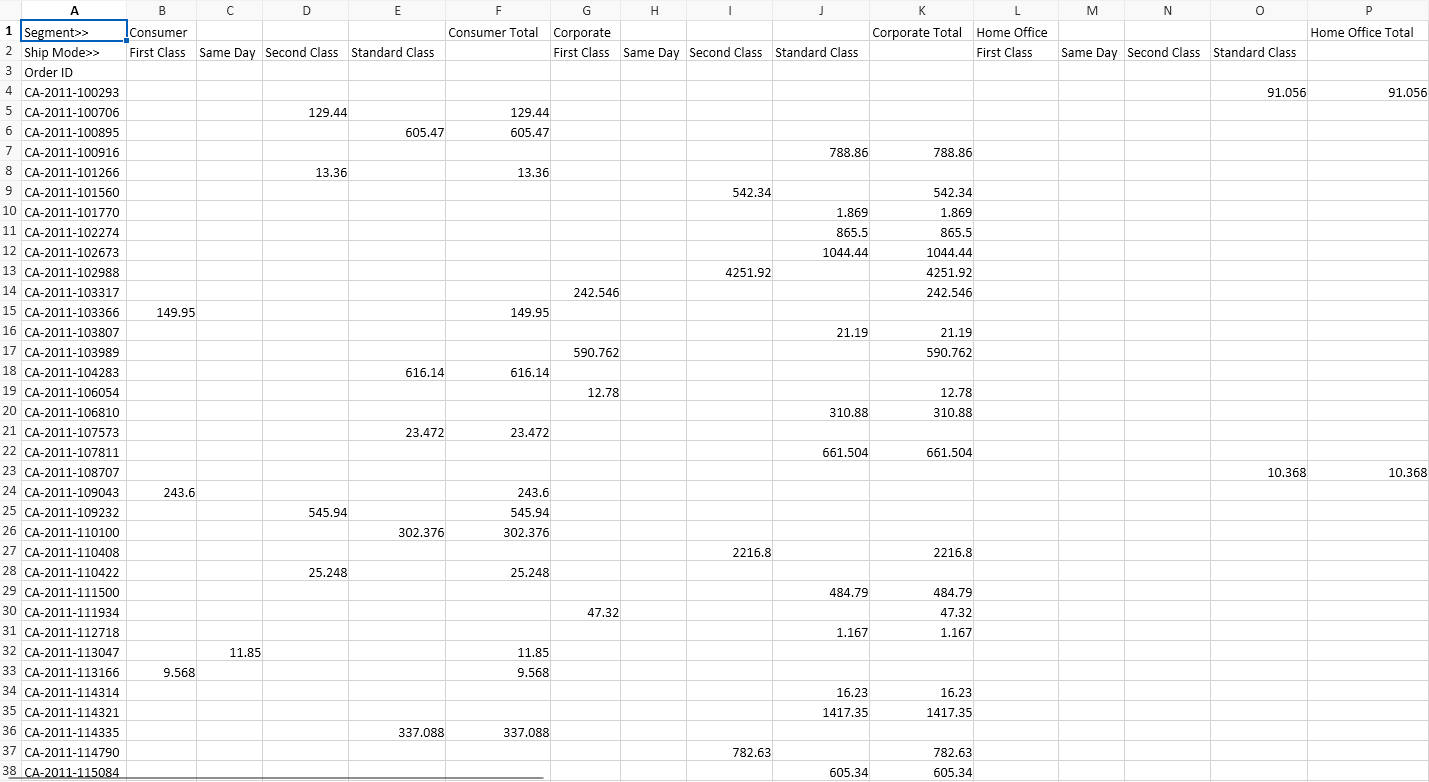 A B C D E F G H I J K L M N O P
1 Segment>> Consumer Consumer Total Corporate Corporate Total Home Office Home Office Total
2 Ship Mode>> First Class Same Day Second Class Standard Class First Class Same Day Second Class Standard Class First Class Same Day Second Class Standard Class
3 Order ID
4 CA-2011-100293 91.056 91.056
5 CA-2011-100706 129.44 129.44
6 CA-2011-100895 605.47 605.47
7 CA-2011-100916 788.86 788.86
8 CA-2011-101266 13.36 13.36
9 CA-2011-101560 542.34 542.34
10 CA-2011-101770 1.869 1.869
11 CA-2011-102274 865.5 865.5
12 CA-2011-102673 1044.44 1044.44
13 CA-2011-102988 4251.92 4251.92
14 CA-2011-103317 242.546 242.546
15 CA-2011-103366 149.95 149.95
16 CA-2011-103807 21.19 21.19
17 CA-2011-103989 590.762 590.762
18 CA-2011-104283 616.14 616.14
19 CA-2011-106054 12.78 12.78
20 CA-2011-106810 310.88 310.88
21 CA-2011-107573 23.472 23.472
22 CA-2011-107811 661.504 661.504
23 CA-2011-108707 10.368 10.368
24 CA-2011-109043 243.6 243.6
25 CA-2011-109232 545.94 545.94
26 CA-2011-110100 302.376 302.376
27 CA-2011-110408 2216.8 2216.8
28 CA-2011-110422 25.248 25.248
29 CA-2011-111500 484.79 484.79
30 CA-2011-111934 47.32 47.32
31 CA-2011-112718 1.167 1.167
32 CA-2011-113047 11.85 11.85
33 CA-2011-113166 9.568 9.568
34 CA-2011-114314 16.23 16.23
35 CA-2011-114321 1417.35 1417.35
36 CA-2011-114335 337.088 337.088
37 CA-2011-114790 782.63 782.63
38 CA-2011-115084 605.34 605.34